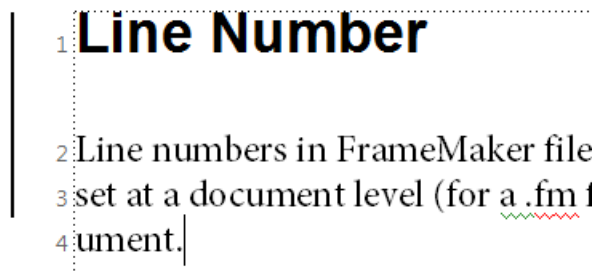 1 Line Number
2 Line numbers in FrameMaker file
3 set at a document level (for a .fm f
4 ument.